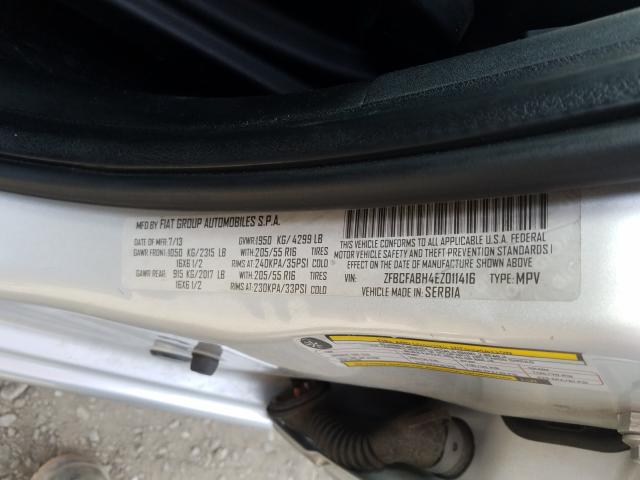 MFD BY FIAT GROUP AUTOMOBILES S.P.A.
DATE OF MFR 7/13 GVWR:1950 KG/ 4299 LB
GAWR FRONT:1050 KG/2315 LB WITH 205/55 R16 TIRES
16X6 1/2 RIMS AT 240KPA/35PSI COLD
GAWR REAR: 915 KG/2017 LB WITH 205/55 R16 TIRES
16X6 1/2 RIMS AT 230KPA/33PSI COLD
THIS VEHICLE CONFORMS TO ALL APPLICABLE U.S.A. FEDERAL
MOTOR VEHICLE SAFETY,BUMPER,AND THEFT PREVENTION STANDARDS I
EFFECT ON THE DATE OF MANUFACTURE SHOWN ABOVE
VIN: ZFBCFABH4EZ011416 TYPE: MPV
VEHICLE MADE IN SERBIA